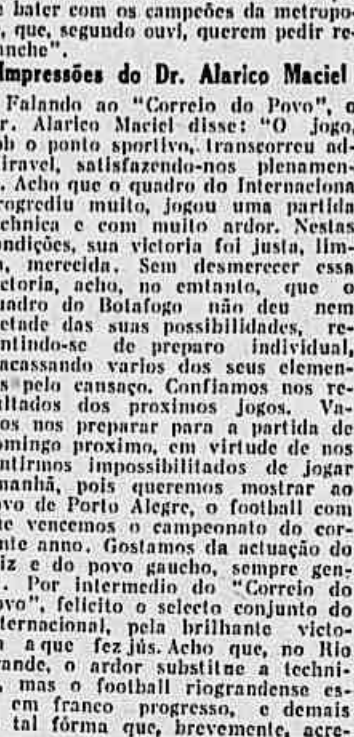 e bater com os campeões da metropo-
, que, segundo ouvi, querem pedir re-
anche".
Impressões do Dr. Alarico Maciel
Falando ao "Correio do Povo", o
r. Alarico Maciel disse: "O jogo,
ob o ponto sportivo, transcorreu ad-
iravel, satisfazendo-nos plenamen-
. Acho que o quadro do Internaciona
rogrediu muito, jogou uma partida
echnica e com muito ardor. Nestas
ondições, sua victoria foi justa, lim-
a, merecida. Sem desmerecer essa
ctoria, acho, no emtanto, que o
uadro do Botafogo não deu nem
etade das suas possibilidades, re-
entindo-se de preparo individual,
acassando varios dos seus elemen-
s pelo cansaço. Confiamos nos re-
ultados dos proximos jogos. Va-
os nos preparar para a partida de
omingo proximo, em virtude de nos
ntirmos impossibilitados de jogar
manhã, pois queremos mostrar ao
vo de Porto Alegre, o football com
e vencemos o campeonato do cor-
nte anno. Gostamos da actuação do
iz e do povo gaucho, sempre gen-
. Por intermedio do "Correio do
ovo", felicito o selecto conjunto do
ternacional, pela brilhante victo-
a aque fez jús. Acho que, no Rio
rande, o ardor substitue a techni-
, mas o football riograndense es-
em franco progresso, e demais
tal fórma que, brevemente, acre-